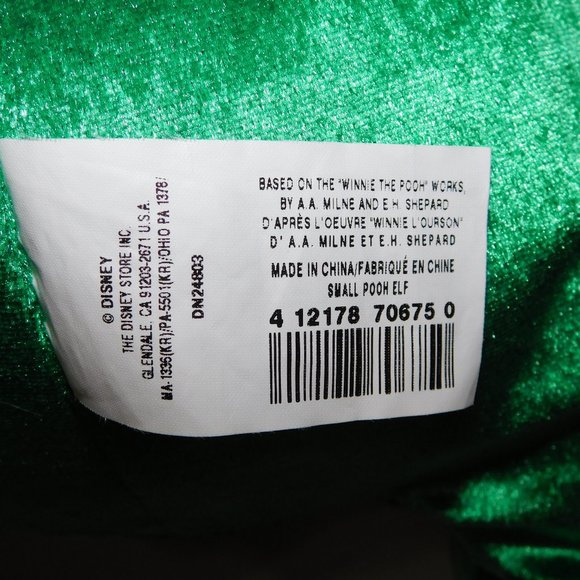 © DISNEY
THE DISNEY STORE INC.
GLENDALE, CA 91203-2671 U.S.A.
MA-1336(KR)/PA-5501(KR)/OHIO PA 1378/
DN24803
BASED ON THE "WINNIE THE POOH" WORKS,
BY A.A. MILNE AND E.H. SHEPARD
D'APRÈS L'OEUVRE "WINNIE L'OURSON"
D' A.A. MILNE ET E.H. SHEPARD
MADE IN CHINA/FABRIQUÉ EN CHINE
SMALL POOH ELF
4 12178 70675 0